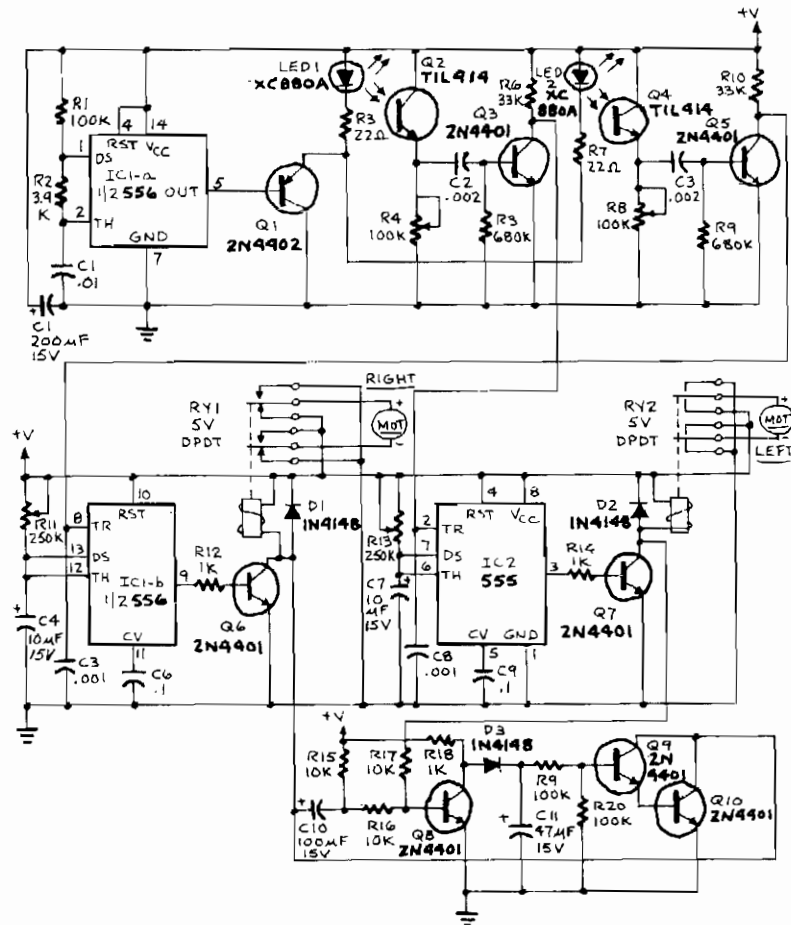 +V
LED1
XC880A
Q2
TIL414
R6
33K
LED
2
XC
880A
Q4
TIL414
R10
33K
R1
100K
4
14
RST
VCC
R3
22Ω
Q3
2N4401
Q5
2N4401
1
DS
R2
3.9
K
IC1-a
1/2 556
OUT
5
2
TH
GND
7
Q1
2N4402
C2
.002
R7
22Ω
C3
.002
R4
100K
R3
680K
R8
100K
R9
680K
C1
.01
+
C1
200µF
15V
RIGHT
RY1
5V
DPDT
+
MOT
-
RY2
5V
DPDT
+
MOT
-
LEFT
+V
R11
250K
10
RST
8
TR
13
DS
12
TH
IC1-b
1/2 556
9
R12
1K
CV
11
D1
1N4148
Q6
2N4401
+
C4
10µF
15V
C3
.001
C6
.1
R13
250K
4
8
RST
VCC
2
TR
7
DS
6
TH
IC2
555
3
R14
1K
CV
GND
5
1
D2
1N4148
Q7
2N4401
C7
+
10
µF
15V
C8
.001
C9
.1
+V
R15
10K
R17
10K
R18
1K
D3
1N4148
Q9
2N
4401
+
C10
100µF
15V
R16
10K
Q8
2N4401
R9
100K
+
C11
47µF
15V
R20
100K
Q10
2N4401